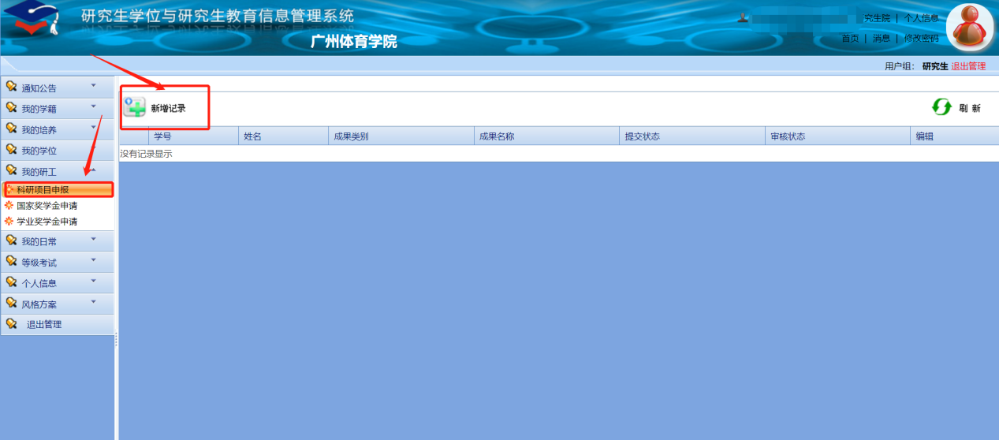 研究生学位与研究生教育信息管理系统
广州体育学院
究生院 | 个人信息
首页 | 消息 | 修改密码
用户组： 研究生 退出管理
通知公告
我的学籍
我的培养
我的学位
我的研工
科研项目申报
国家奖学金申请
学业奖学金申请
我的日常
等级考试
个人信息
风格方案
退出管理
新增记录
刷 新
学号 姓名 成果类别 成果名称 提交状态 审核状态 编辑
没有记录显示